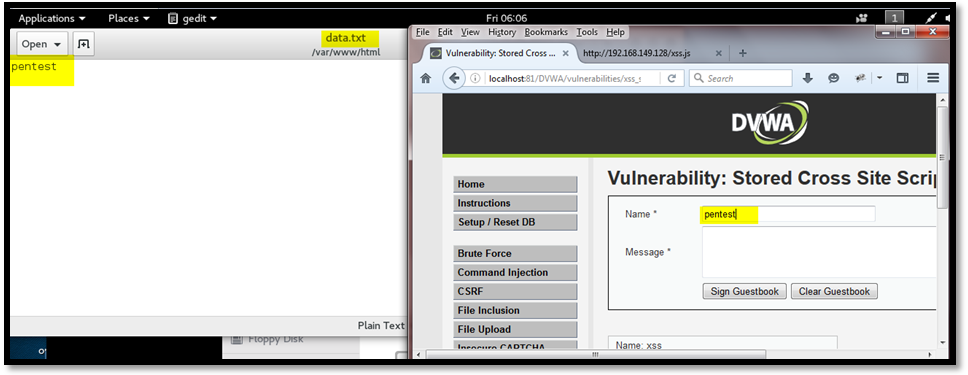 Applications Places gedit Fri 06:06 1
Open data.txt
/var/www/html
pentest
Plain Text
Floppy Disk
File Edit View History Bookmarks Tools Help
Vulnerability: Stored Cross ... http://192.168.149.128/xss.js
localhost:81/DVWA/vulnerabilities/xss_s Search
DVWA
Home
Instructions
Setup / Reset DB
Brute Force
Command Injection
CSRF
File Inclusion
File Upload
Insecure CAPTCHA
Vulnerability: Stored Cross Site Scrip
Name * pentest
Message *
Sign Guestbook Clear Guestbook
Name: xss